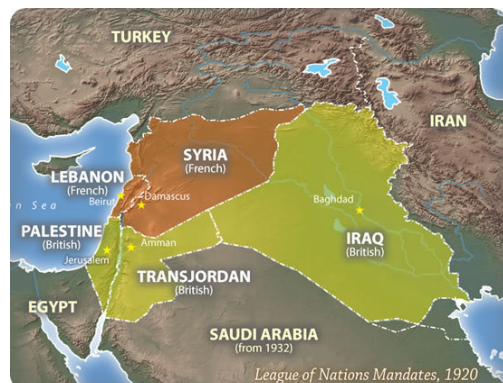 TURKEY
IRAN
SYRIA
(French)
LEBANON
(French)
Beirut
Damascus
n Sea
Baghdad
PALESTINE
(British)
Jerusalem
Amman
IRAQ
(British)
TRANSJORDAN
(British)
EGYPT
SAUDI ARABIA
(from 1932)
League of Nations Mandates, 1920